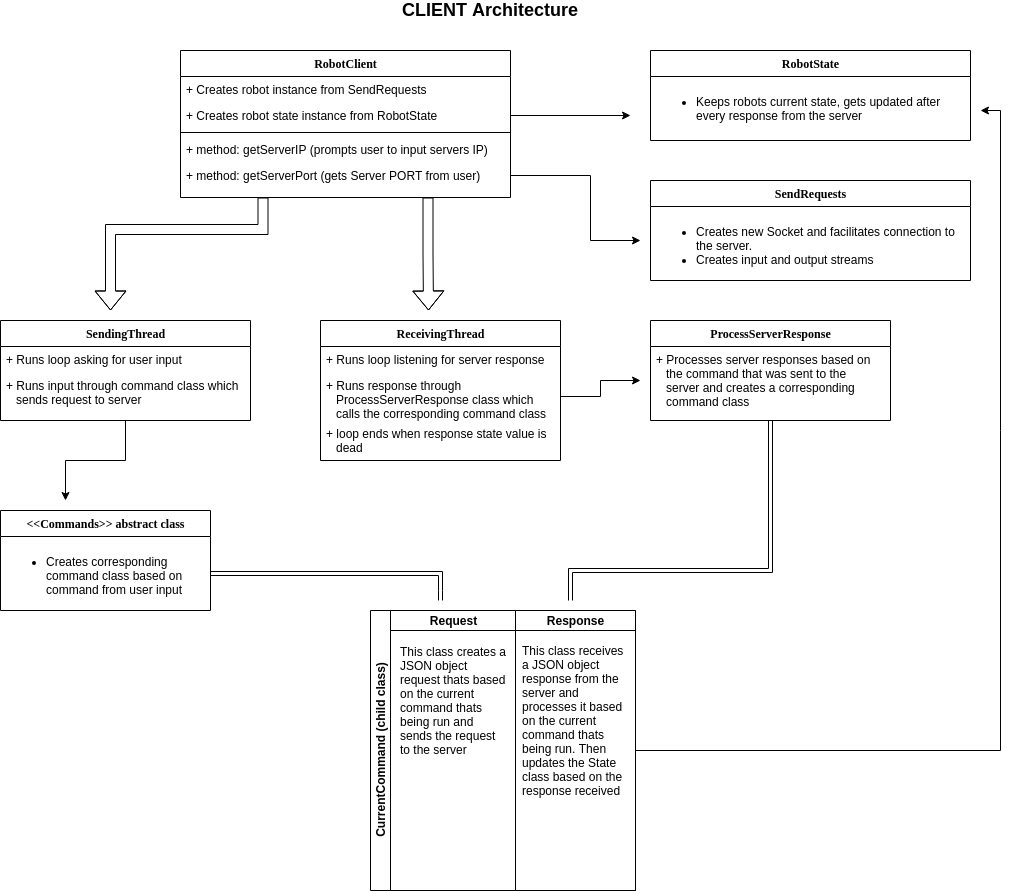 CLIENT Architecture
RobotClient
+ Creates robot instance from SendRequests
+ Creates robot state instance from RobotState
+ method: getServerIP (prompts user to input servers IP)
+ method: getServerPort (gets Server PORT from user)
RobotState
• Keeps robots current state, gets updated after
every response from the server
SendRequests
• Creates new Socket and facilitates connection to
the server.
• Creates input and output streams
SendingThread
+ Runs loop asking for user input
+ Runs input through command class which
sends request to server
ReceivingThread
+ Runs loop listening for server response
+ Runs response through
ProcessServerResponse class which
calls the corresponding command class
+ loop ends when response state value is
dead
ProcessServerResponse
+ Processes server responses based on
the command that was sent to the
server and creates a corresponding
command class
<<Commands>> abstract class
• Creates corresponding
command class based on
command from user input
CurrentCommand (child class)
Request
This class creates a
JSON object
request thats based
on the current
command thats
being run and
sends the request
to the server
Response
This class receives
a JSON object
response from the
server and
processes it based
on the current
command thats
being run. Then
updates the State
class based on the
response received